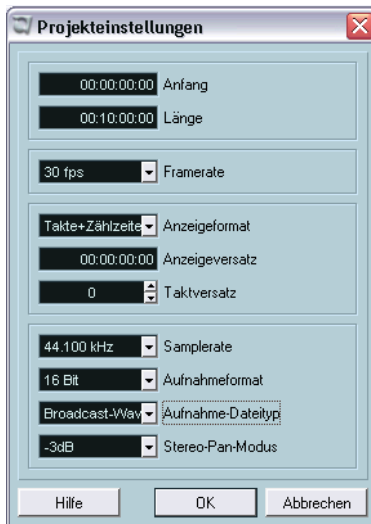 Projekteinstellungen
00:00:00:00 Anfang
00:10:00:00 Länge
30 fps Framerate
Takte+Zählzeite Anzeigeformat
00:00:00:00 Anzeigeversatz
0 Taktversatz
44.100 kHz Samplerate
16 Bit Aufnahmeformat
Broadcast-Wav Aufnahme-Dateityp
-3dB Stereo-Pan-Modus
Hilfe OK Abbrechen